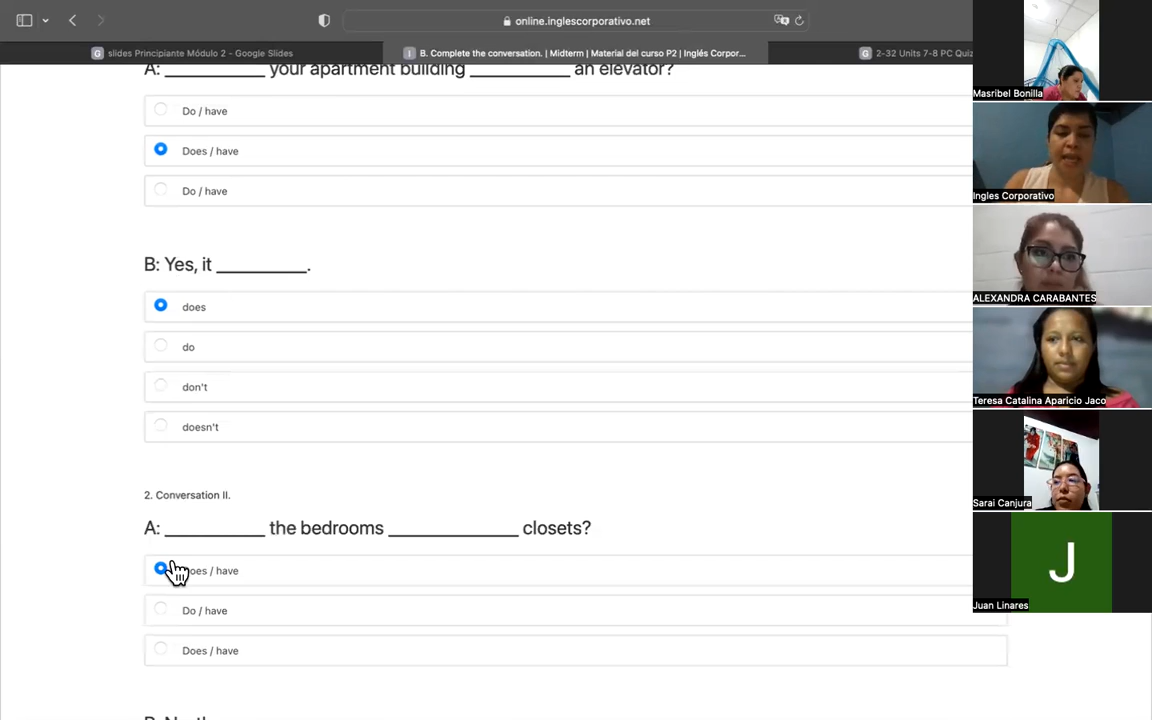 online.inglescorporativo.net
slides Principiante Módulo 2 - Google Slides
B. Complete the conversation. | Midterm | Material del curso P2 | Inglés Corpor...
2-32 Units 7-8 PC Quiz
A: __________ your apartment building __________ an elevator?
Do / have
Does / have
Do / have
B: Yes, it _________.
does
do
don't
doesn't
2. Conversation II.
A: __________ the bedrooms _____________ closets?
oes / have
Do / have
Does / have
Masribel Bonilla
Ingles Corporativo
ALEXANDRA CARABANTES
Teresa Catalina Aparicio Jaco
Sarai Canjura
J
Juan Linares